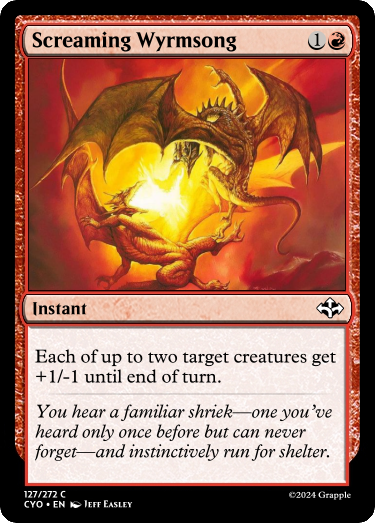 Screaming Wyrmsong 1
Instant
Each of up to two target creatures get
+1/-1 until end of turn.
You hear a familiar shriek—one you’ve
heard only once before but can never
forget—and instinctively run for shelter.
127/272 C
CYO • EN Jeff Easley
©2024 Grapple